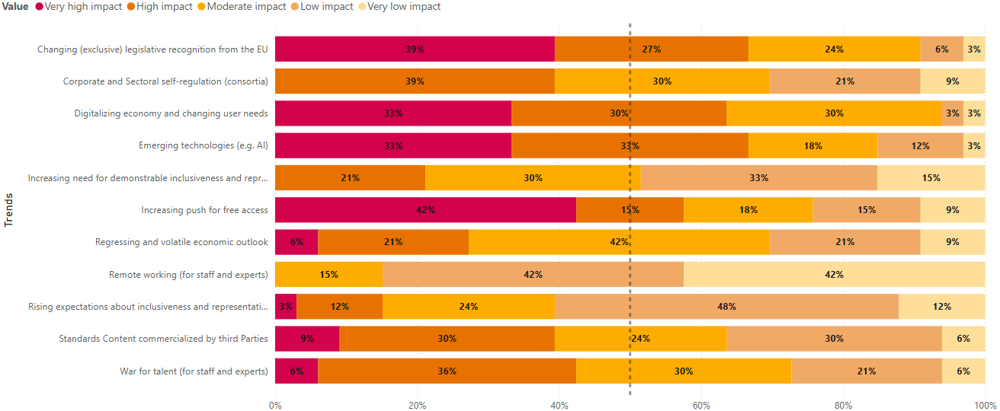 Value Very high impact High impact Moderate impact Low impact Very low impact
Trends
Changing (exclusive) legislative recognition from the EU 39% 27% 24% 6% 3%
Corporate and Sectoral self-regulation (consortia) 39% 30% 21% 9%
Digitalizing economy and changing user needs 33% 30% 30% 3% 3%
Emerging technologies (e.g. AI) 33% 33% 18% 12% 3%
Increasing need for demonstrable inclusiveness and repr... 21% 30% 33% 15%
Increasing push for free access 42% 15% 18% 15% 9%
Regressing and volatile economic outlook 6% 21% 42% 21% 9%
Remote working (for staff and experts) 15% 42% 42%
Rising expectations about inclusiveness and representati... 3% 12% 24% 48% 12%
Standards Content commercialized by third Parties 9% 30% 24% 30% 6%
War for talent (for staff and experts) 6% 36% 30% 21% 6%
0% 20% 40% 60% 80% 100%